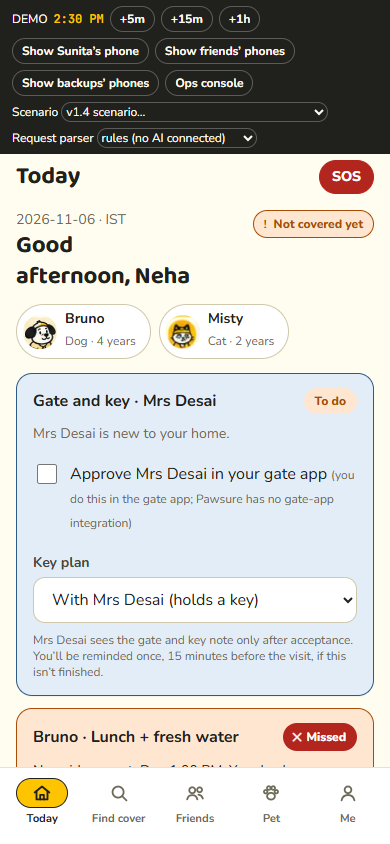 DEMO 2:30 PM +5m +15m +1h
Show Sunita's phone Show friends' phones
Show backups' phones Ops console
Scenario v1.4 scenario...
Request parser rules (no AI connected)
Today SOS
2026-11-06 · IST
! Not covered yet
Good
afternoon, Neha
Bruno
Dog · 4 years
Misty
Cat · 2 years
Gate and key · Mrs Desai To do
Mrs Desai is new to your home.
Approve Mrs Desai in your gate app (you
do this in the gate app; Pawsure has no gate-app
integration)
Key plan
With Mrs Desai (holds a key)
Mrs Desai sees the gate and key note only after acceptance.
You'll be reminded once, 15 minutes before the visit, if this
isn't finished.
Bruno · Lunch + fresh water × Missed
Today Find cover Friends Pet Me